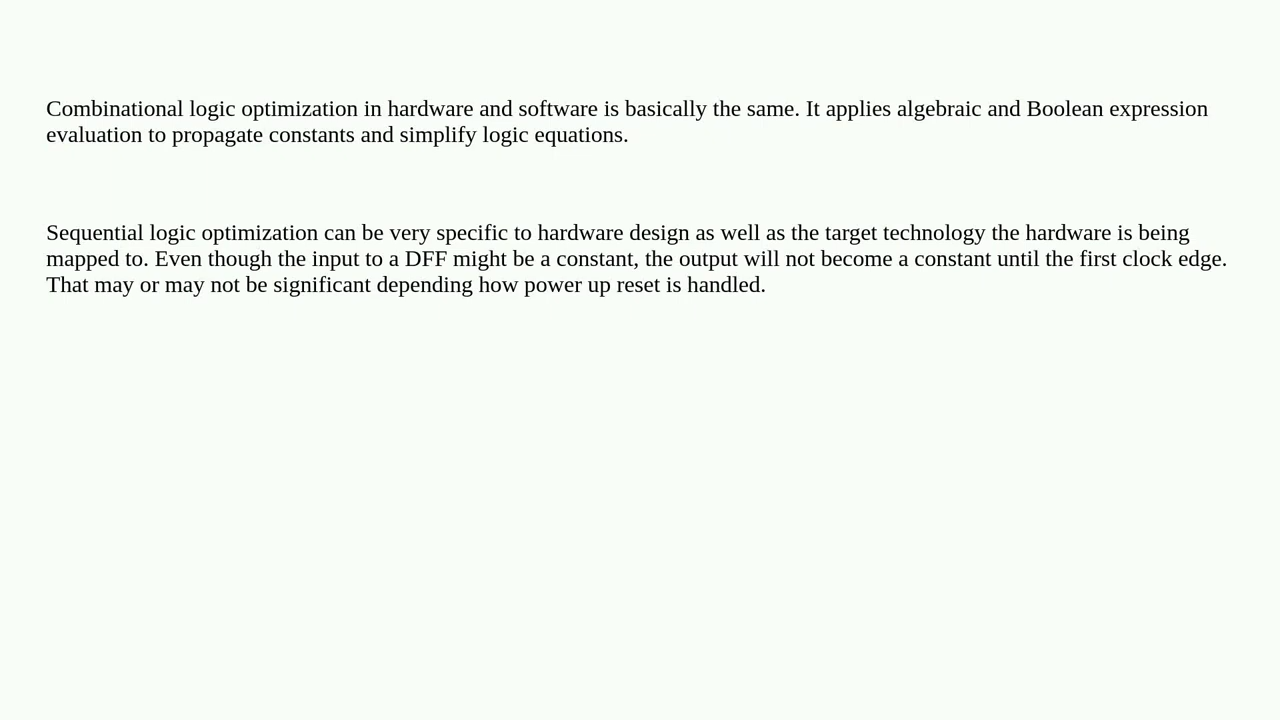 Combinational logic optimization in hardware and software is basically the same. It applies algebraic and Boolean expression
evaluation to propagate constants and simplify logic equations.
Sequential logic optimization can be very specific to hardware design as well as the target technology the hardware is being
mapped to. Even though the input to a DFF might be a constant, the output will not become a constant until the first clock edge.
That may or may not be significant depending how power up reset is handled.